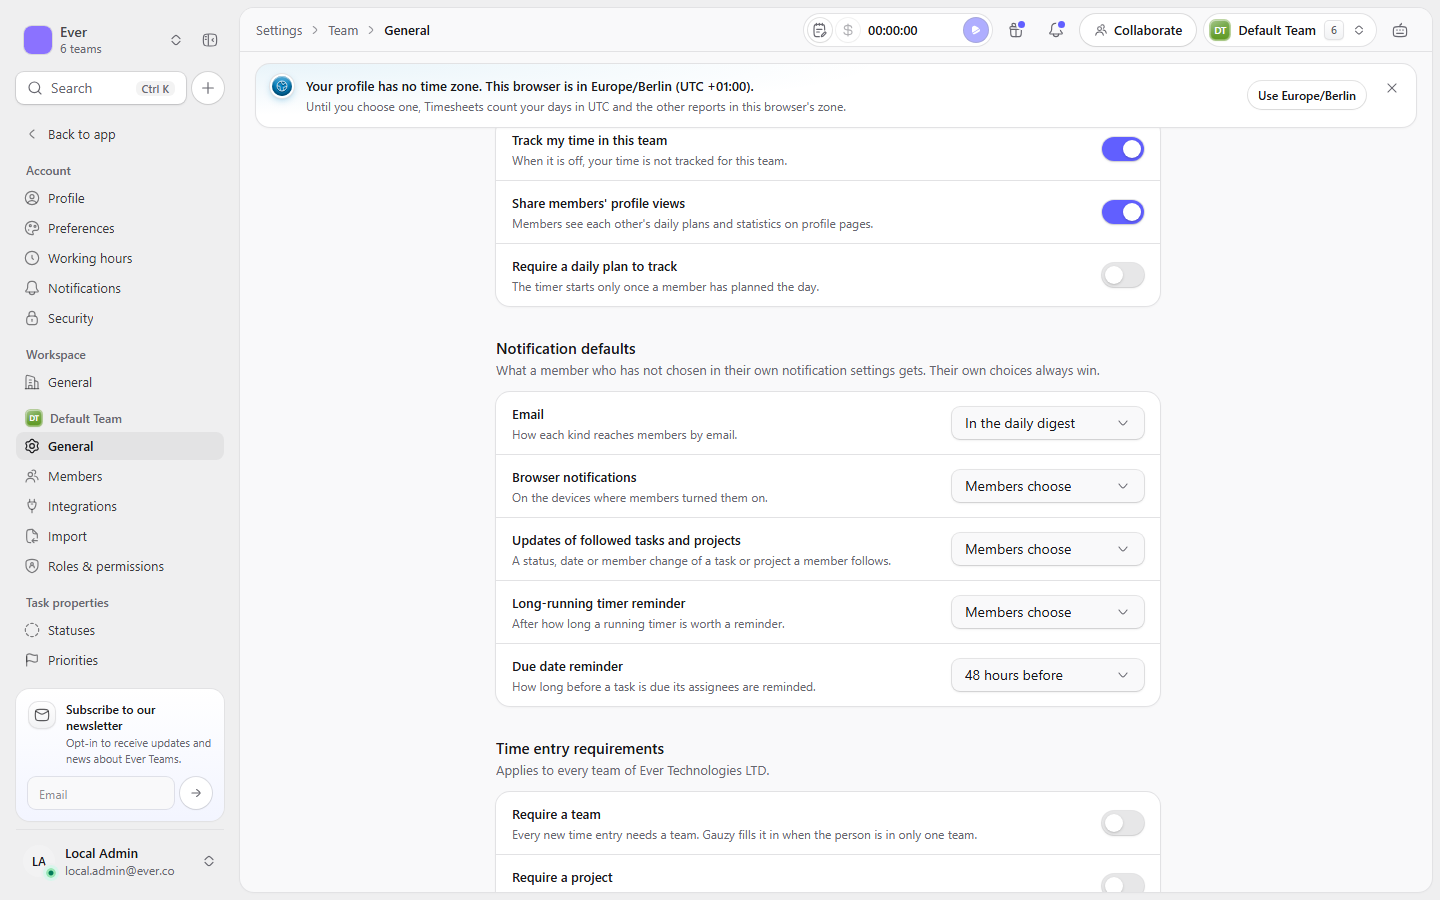 Ever
6 teams
Search
Ctrl K
Back to app
Account
Profile
Preferences
Working hours
Notifications
Security
Workspace
General
DT Default Team
General
Members
Integrations
Import
Roles & permissions
Task properties
Statuses
Priorities
Subscribe to our
newsletter
Opt-in to receive updates and
news about Ever Teams.
Email
LA
Local Admin
local.admin@ever.co
Settings > Team > General
$ 00:00:00
Collaborate
DT Default Team 6
Your profile has no time zone. This browser is in Europe/Berlin (UTC +01:00).
Until you choose one, Timesheets count your days in UTC and the other reports in this browser's zone.
Use Europe/Berlin
Track my time in this team
When it is off, your time is not tracked for this team.
Share members' profile views
Members see each other's daily plans and statistics on profile pages.
Require a daily plan to track
The timer starts only once a member has planned the day.
Notification defaults
What a member who has not chosen in their own notification settings gets. Their own choices always win.
Email
How each kind reaches members by email.
In the daily digest
Browser notifications
On the devices where members turned them on.
Members choose
Updates of followed tasks and projects
A status, date or member change of a task or project a member follows.
Members choose
Long-running timer reminder
After how long a running timer is worth a reminder.
Members choose
Due date reminder
How long before a task is due its assignees are reminded.
48 hours before
Time entry requirements
Applies to every team of Ever Technologies LTD.
Require a team
Every new time entry needs a team. Gauzy fills it in when the person is in only one team.
Require a project